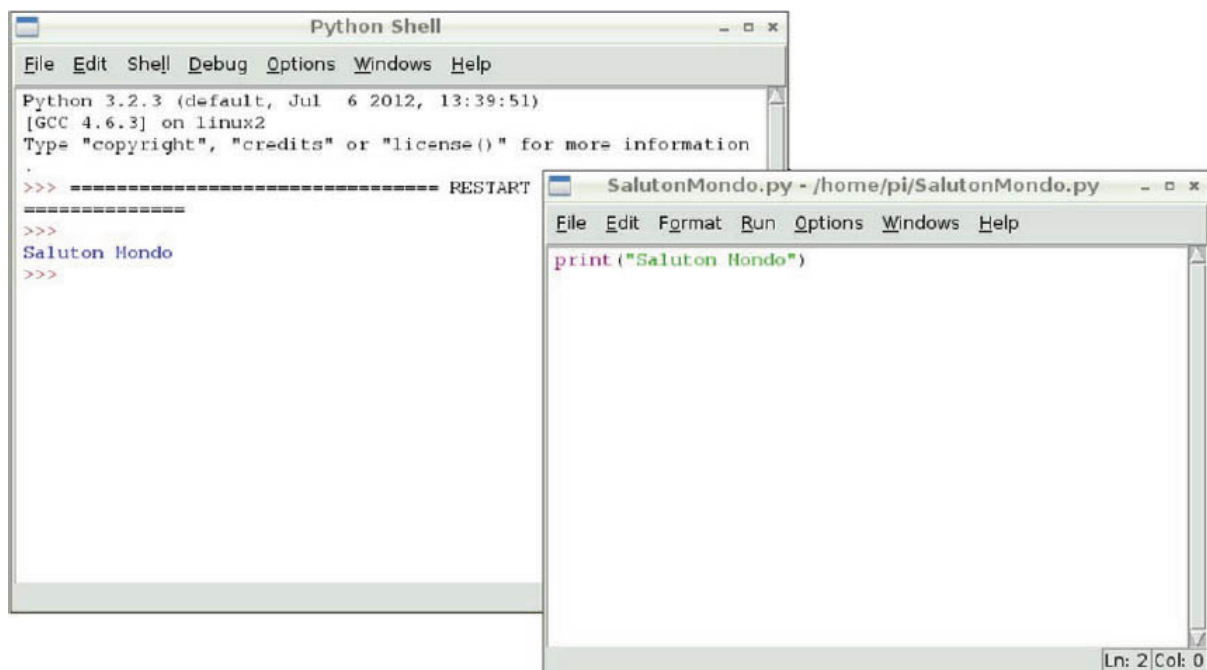 Python Shell
File Edit Shell Debug Options Windows Help
Python 3.2.3 (default, Jul 6 2012, 13:39:51)
[GCC 4.6.3] on linux2
Type "copyright", "credits" or "license()" for more information
.
>>> ================================ RESTART
==============
>>>
Saluton Mondo
>>>
SalutonMondo.py - /home/pi/SalutonMondo.py
File Edit Format Run Options Windows Help
print("Saluton Mondo")
Ln: 2 Col: 0